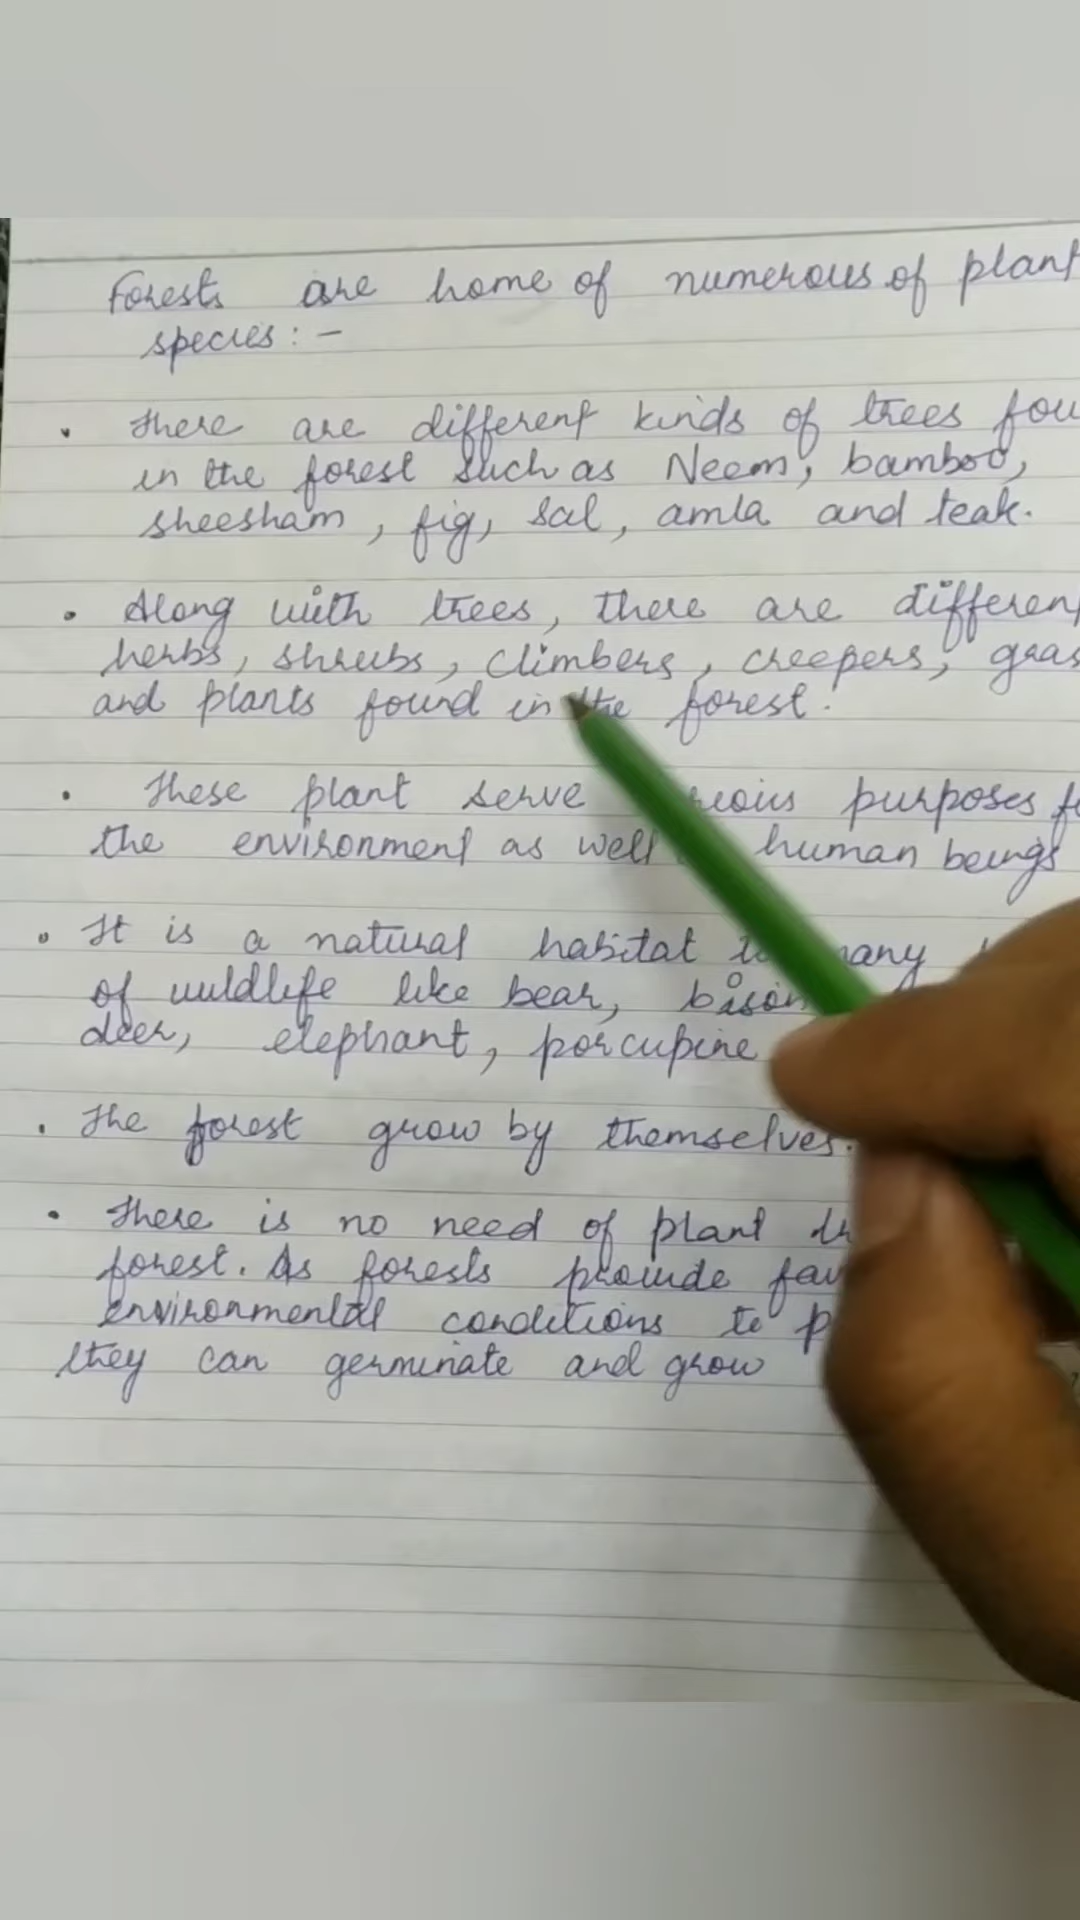 Forests are home of numerous of plant
species : -
. There are different kinds of trees
in the forest such as Neem, bamboo,
sheesham, fig, sal, amla and teak.
. Along with trees, there are different
herbs, shrubs, climbers, creepers,
and plants found in the forest.
. These plant serve purposes
the environment as well human beings
. It is a natural habitat
of wildlife like bear, bison
deer, elephant, porcupine
. The forest grow by themselves.
. There is no need of plant
forest. As forests provide
environmental conditions to
they can germinate and grow